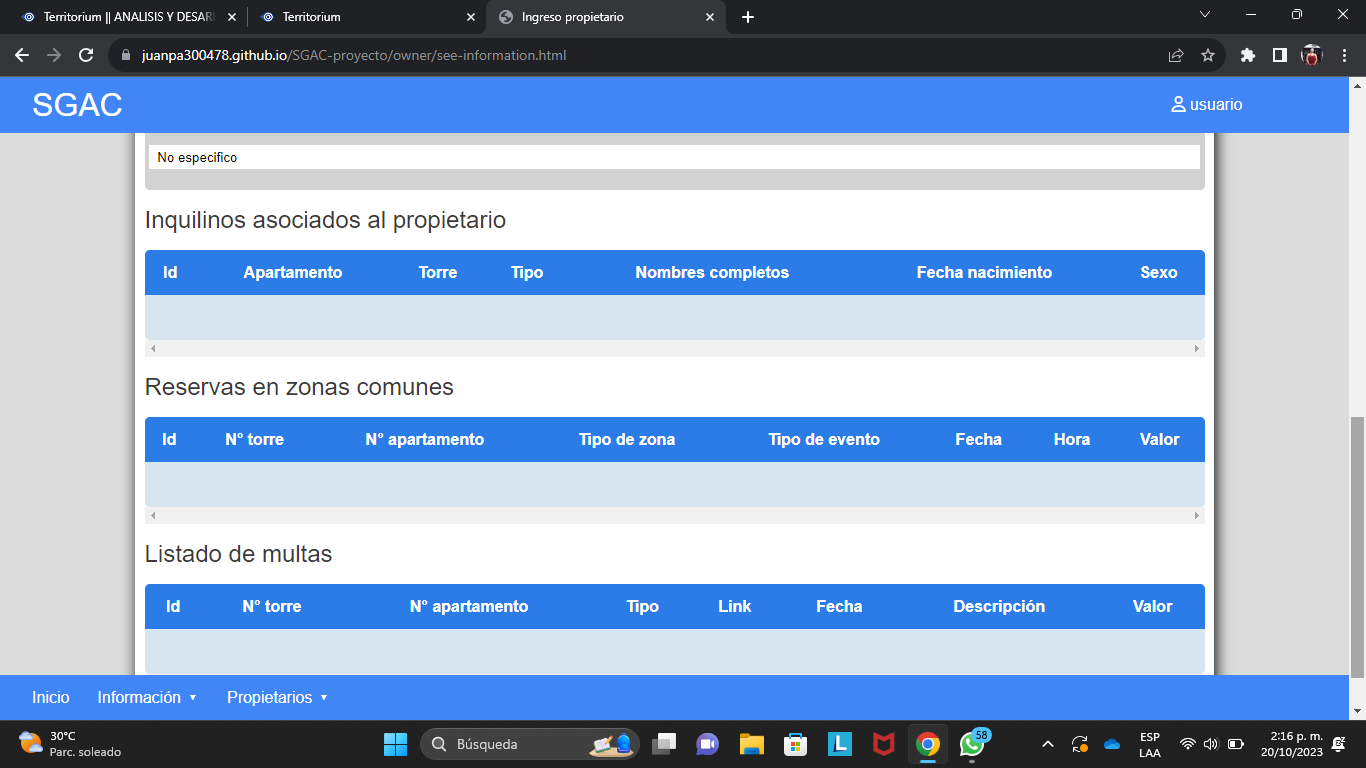 Territorium || ANALISIS Y DESAR
Territorium
Ingreso propietario
juanpa300478.github.io/SGAC-proyecto/owner/see-information.html
SGAC
usuario
No especifico
Inquilinos asociados al propietario
Id Apartamento Torre Tipo Nombres completos Fecha nacimiento Sexo
Reservas en zonas comunes
Id N° torre N° apartamento Tipo de zona Tipo de evento Fecha Hora Valor
Listado de multas
Id N° torre N° apartamento Tipo Link Fecha Descripción Valor
Inicio Información Propietarios
30°C
Parc. soleado
Búsqueda
L
58
ESP
LAA
2:16 p. m.
20/10/2023